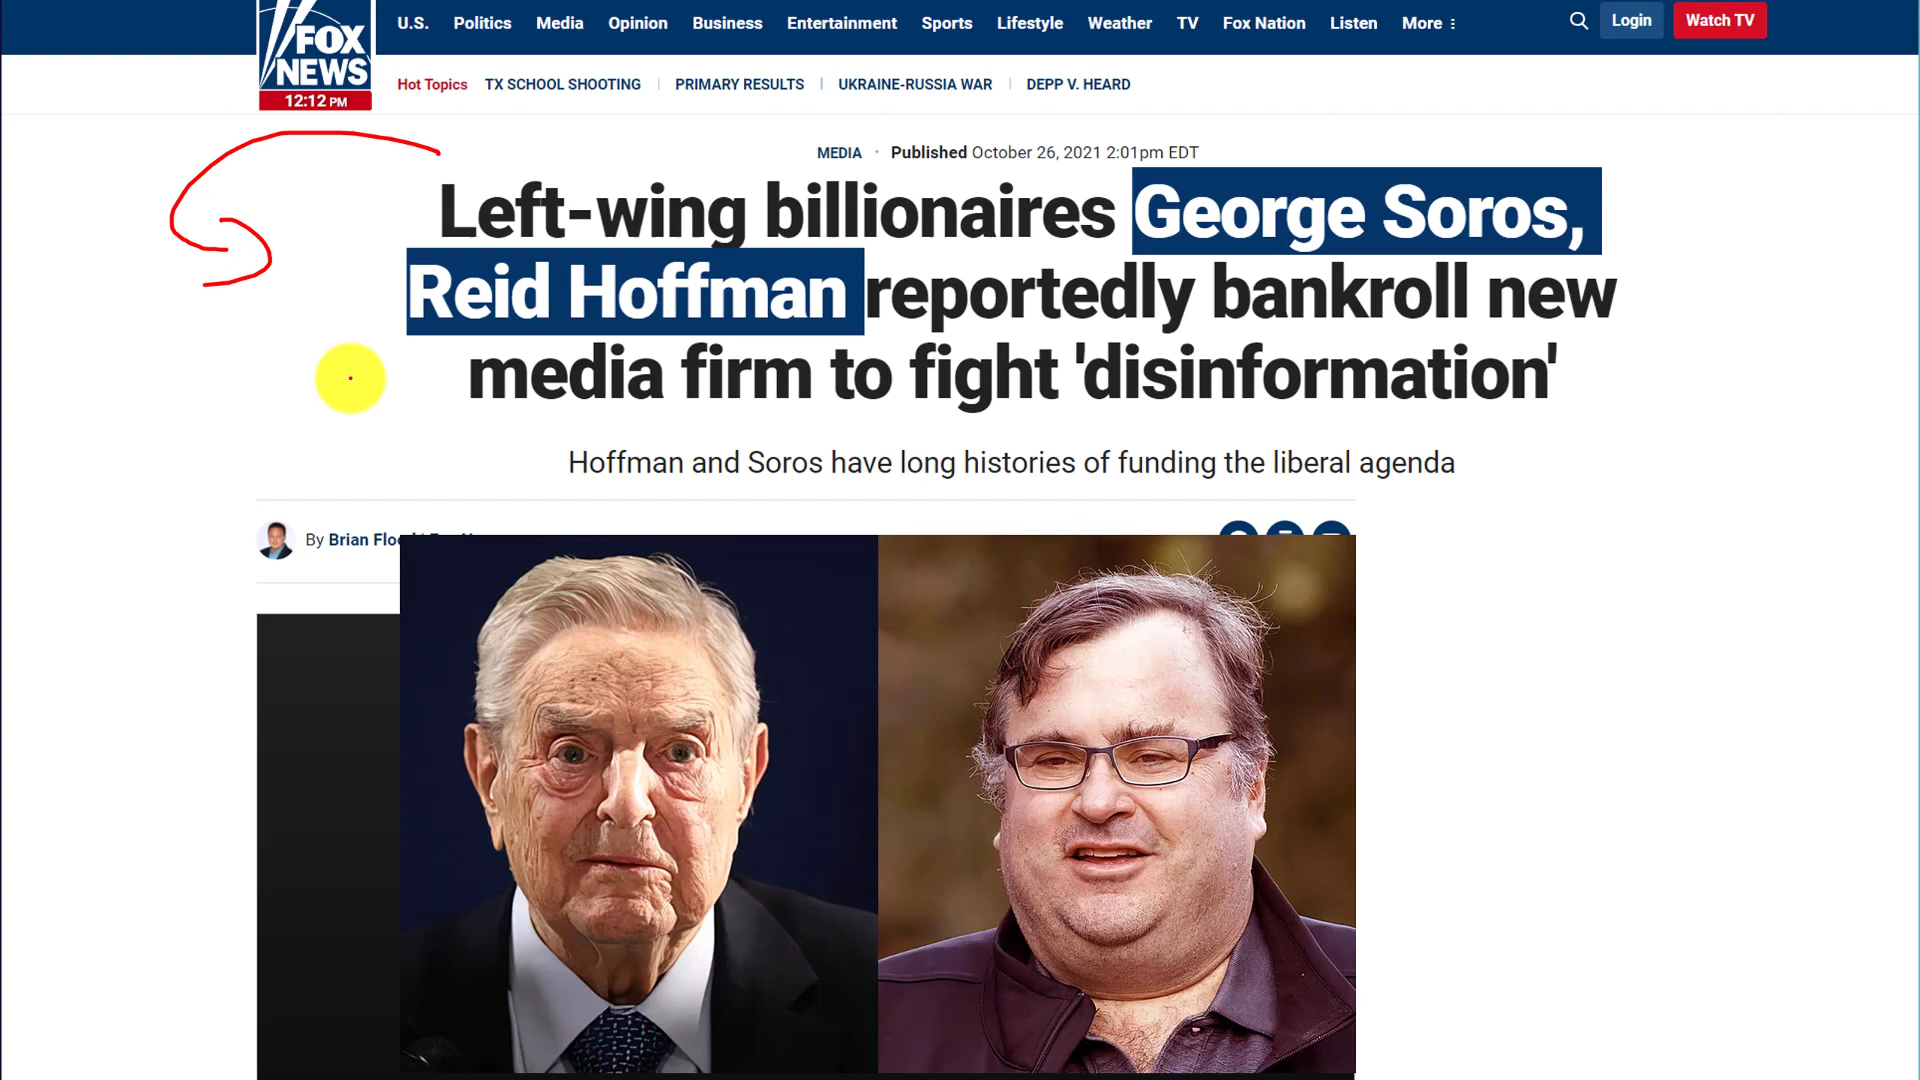 FOX
NEWS
12:12 PM
U.S. Politics Media Opinion Business Entertainment Sports Lifestyle Weather TV Fox Nation Listen More Login Watch TV
Hot Topics TX SCHOOL SHOOTING PRIMARY RESULTS UKRAINE-RUSSIA WAR DEPP V. HEARD
MEDIA · Published October 26, 2021 2:01pm EDT
Left-wing billionaires George Soros,
Reid Hoffman reportedly bankroll new
media firm to fight 'disinformation'
Hoffman and Soros have long histories of funding the liberal agenda
By Brian